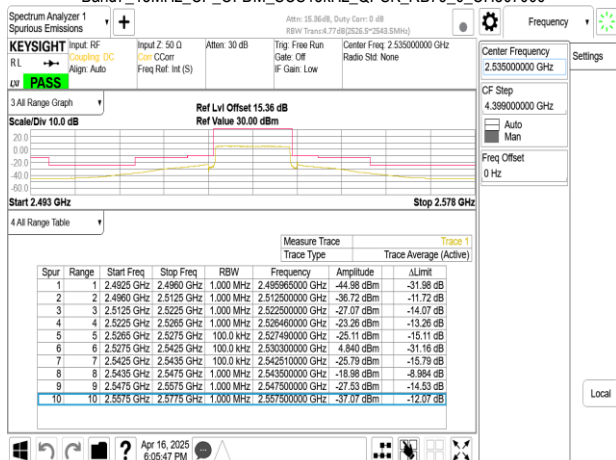 Spectrum Analyzer 1
Spurious Emissions
Attn: 15.36dB, Duty Corr: 0 dB
RBW Trans:4.77dB(2526.5*2543.5MHz)
Frequency
KEYSIGHT Input: RF Input Z: 50 Ω Atten: 30 dB Trig: Free Run Center Freq: 2.535000000 GHz
RL Coupling: DC Corr CCorr Gate: Off Radio Std: None
Align: Auto Freq Ref: Int (S) IF Gain: Low
PASS
Center Frequency
2.535000000 GHz
Settings
CF Step
4.399000000 GHz
Auto
Man
Freq Offset
0 Hz
3 All Range Graph
Scale/Div 10.0 dB
Ref Lvl Offset 15.36 dB
Ref Value 30.00 dBm
20.0
0.00
-20.0
-40.0
-60.0
Start 2.493 GHz Stop 2.578 GHz
4 All Range Table
Measure Trace Trace 1
Trace Type Trace Average (Active)
Spur Range Start Freq Stop Freq RBW Frequency Amplitude ΔLimit
1 1 2.4925 GHz 2.4960 GHz 1.000 MHz 2.495965000 GHz -44.98 dBm -31.98 dB
2 2 2.4960 GHz 2.5125 GHz 1.000 MHz 2.512500000 GHz -36.72 dBm -11.72 dB
3 3 2.5125 GHz 2.5225 GHz 1.000 MHz 2.522500000 GHz -27.07 dBm -14.07 dB
4 4 2.5225 GHz 2.5265 GHz 1.000 MHz 2.526460000 GHz -23.26 dBm -13.26 dB
5 5 2.5265 GHz 2.5275 GHz 100.0 kHz 2.527490000 GHz -25.11 dBm -15.11 dB
6 6 2.5275 GHz 2.5425 GHz 100.0 kHz 2.530300000 GHz 4.840 dBm -31.16 dB
7 7 2.5425 GHz 2.5435 GHz 100.0 kHz 2.542510000 GHz -25.79 dBm -15.79 dB
8 8 2.5435 GHz 2.5475 GHz 1.000 MHz 2.543500000 GHz -18.98 dBm -8.984 dB
9 9 2.5475 GHz 2.5575 GHz 1.000 MHz 2.547500000 GHz -27.53 dBm -14.53 dB
10 10 2.5575 GHz 2.5775 GHz 1.000 MHz 2.557500000 GHz -37.07 dBm -12.07 dB
Local
Apr 16, 2025
6:05:47 PM